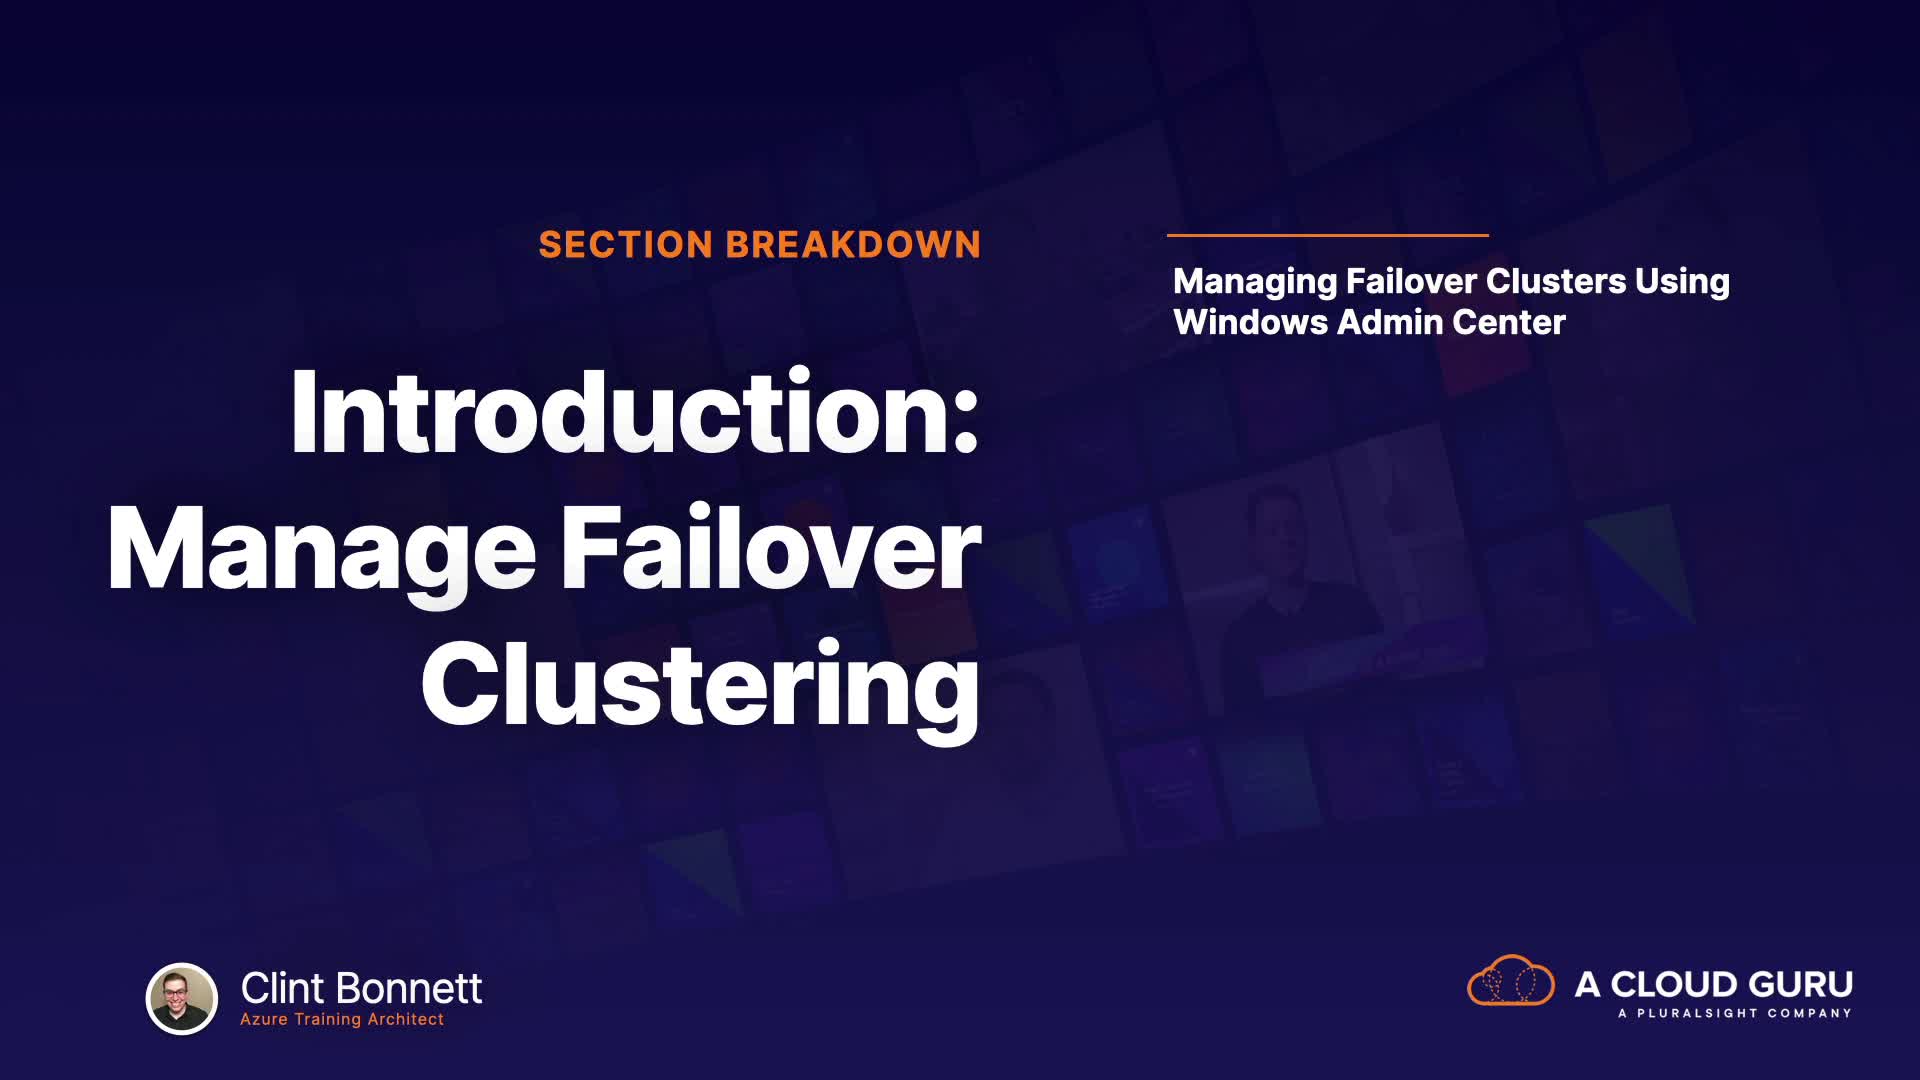 SECTION BREAKDOWN
Introduction:
Manage Failover
Clustering
Managing Failover Clusters Using
Windows Admin Center
Clint Bonnett
Azure Training Architect
A CLOUD GURU
A PLURALSIGHT COMPANY